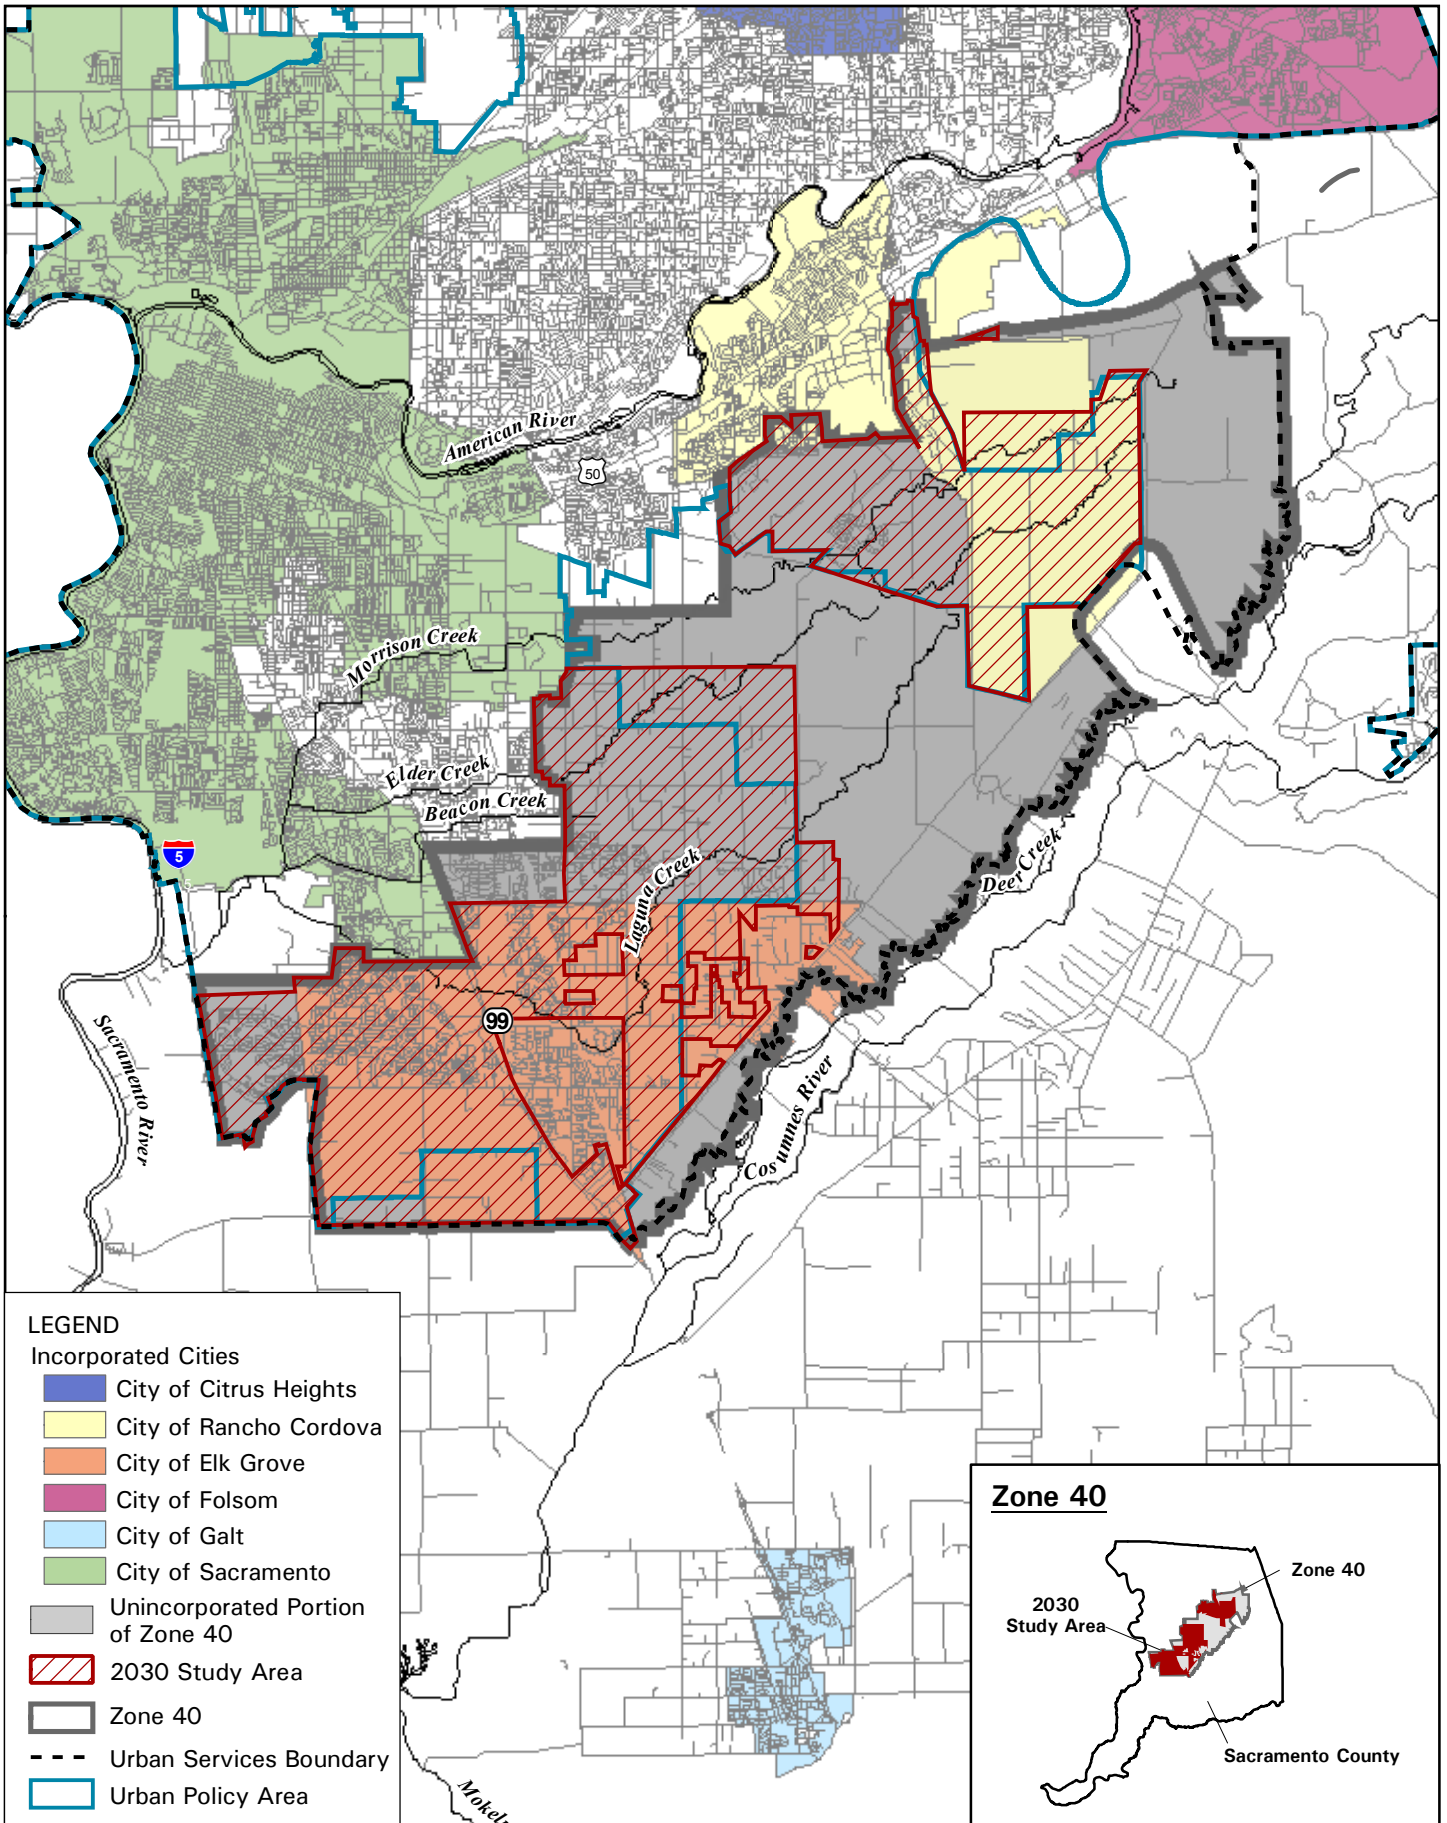 American River
50
Morrison Creek
Elder Creek
Beacon Creek
5
Laguna Creek
Deer Creek
99
Sacramento River
Cosumnes River
LEGEND
Incorporated Cities
City of Citrus Heights
City of Rancho Cordova
City of Elk Grove
City of Folsom
City of Galt
City of Sacramento
Unincorporated Portion
of Zone 40
2030 Study Area
Zone 40
Urban Services Boundary
Urban Policy Area
Mokel
Zone 40
Zone 40
2030
Study Area
Sacramento County